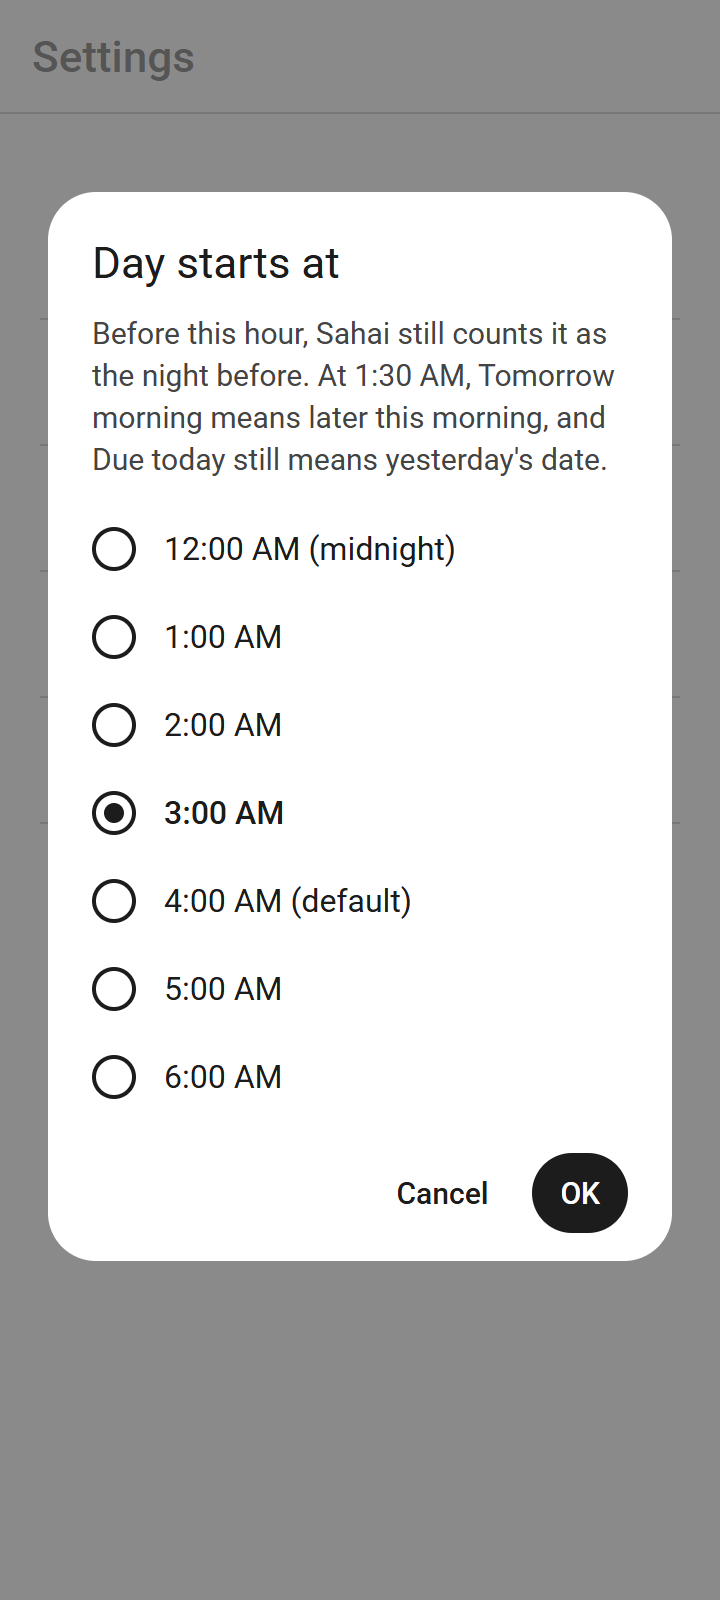 Settings
Day starts at
Before this hour, Sahai still counts it as
the night before. At 1:30 AM, Tomorrow
morning means later this morning, and
Due today still means yesterday's date.
12:00 AM (midnight)
1:00 AM
2:00 AM
3:00 AM
4:00 AM (default)
5:00 AM
6:00 AM
Cancel
OK